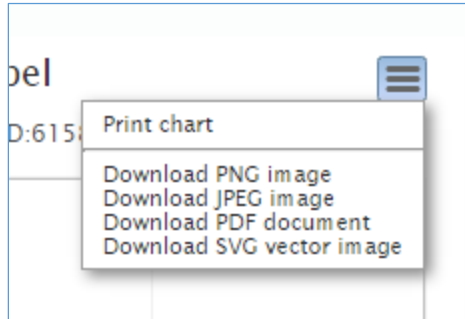 bel
D:615
Print chart
Download PNG image
Download JPEG image
Download PDF document
Download SVG vector image